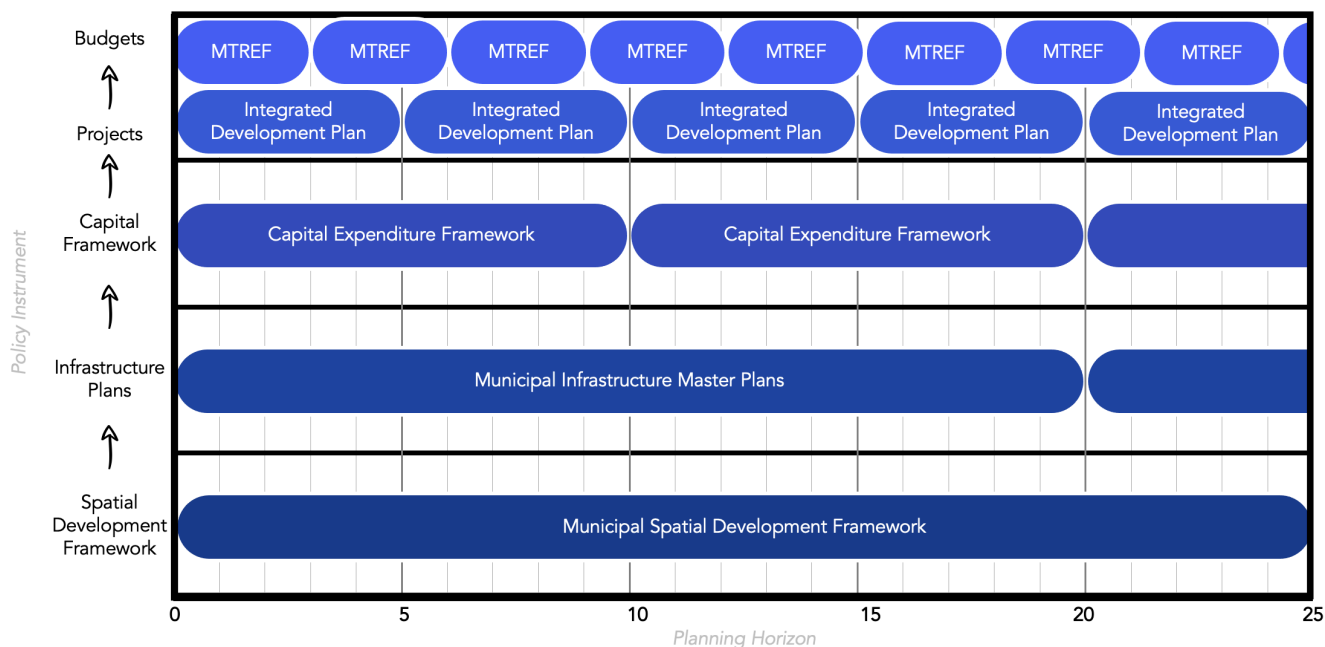 Budgets
MTREF
MTREF
MTREF
MTREF
MTREF
MTREF
MTREF
MTREF
Projects
Integrated
Development Plan
Integrated
Development Plan
Integrated
Development Plan
Integrated
Development Plan
Integrated
Development Plan
Policy Instrument
Capital
Framework
Capital Expenditure Framework
Capital Expenditure Framework
Infrastructure
Plans
Municipal Infrastructure Master Plans
Spatial
Development
Framework
Municipal Spatial Development Framework
0
5
10
15
20
25
Planning Horizon